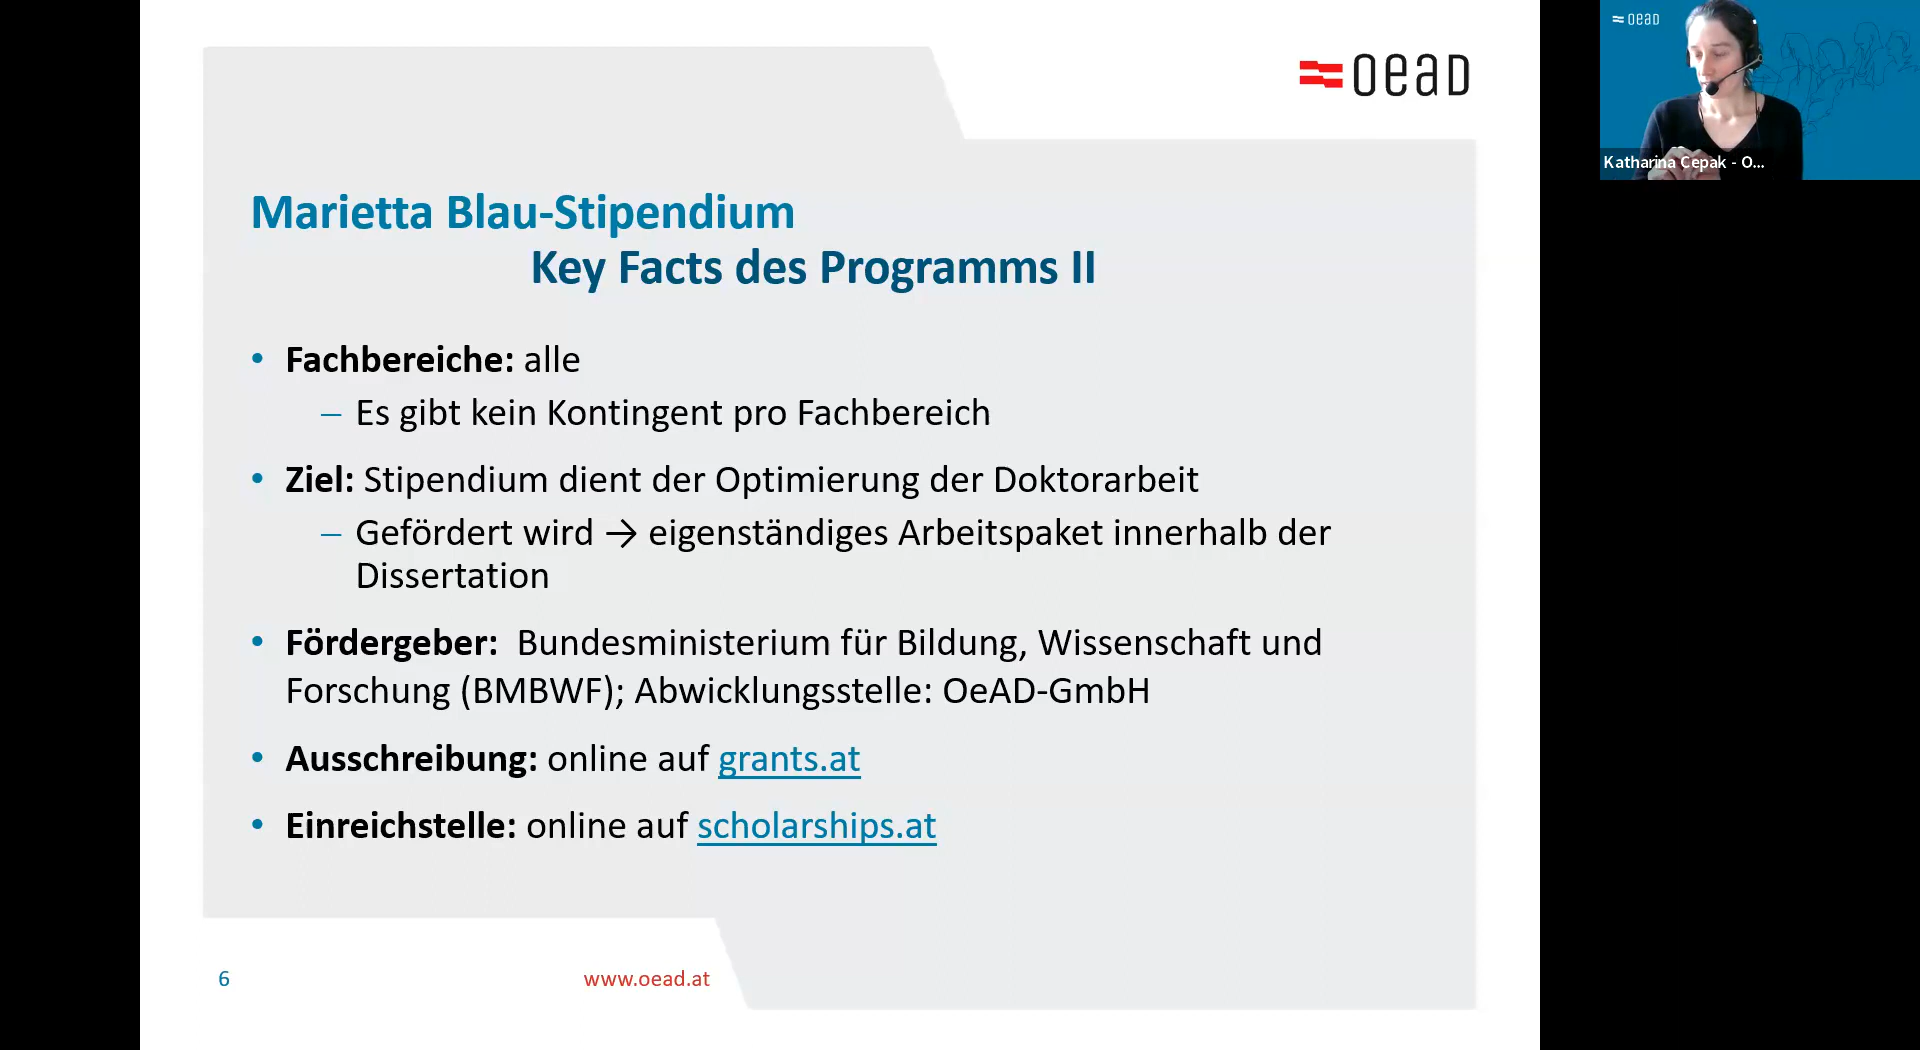 oead
Marietta Blau-Stipendium
Key Facts des Programms II
• Fachbereiche: alle
– Es gibt kein Kontingent pro Fachbereich
• Ziel: Stipendium dient der Optimierung der Doktorarbeit
– Gefördert wird → eigenständiges Arbeitspaket innerhalb der
Dissertation
• Fördergeber: Bundesministerium für Bildung, Wissenschaft und
Forschung (BMBWF); Abwicklungsstelle: OeAD-GmbH
• Ausschreibung: online auf grants.at
• Einreichstelle: online auf scholarships.at
6
www.oead.at
oead
Katharina Cepak - O...